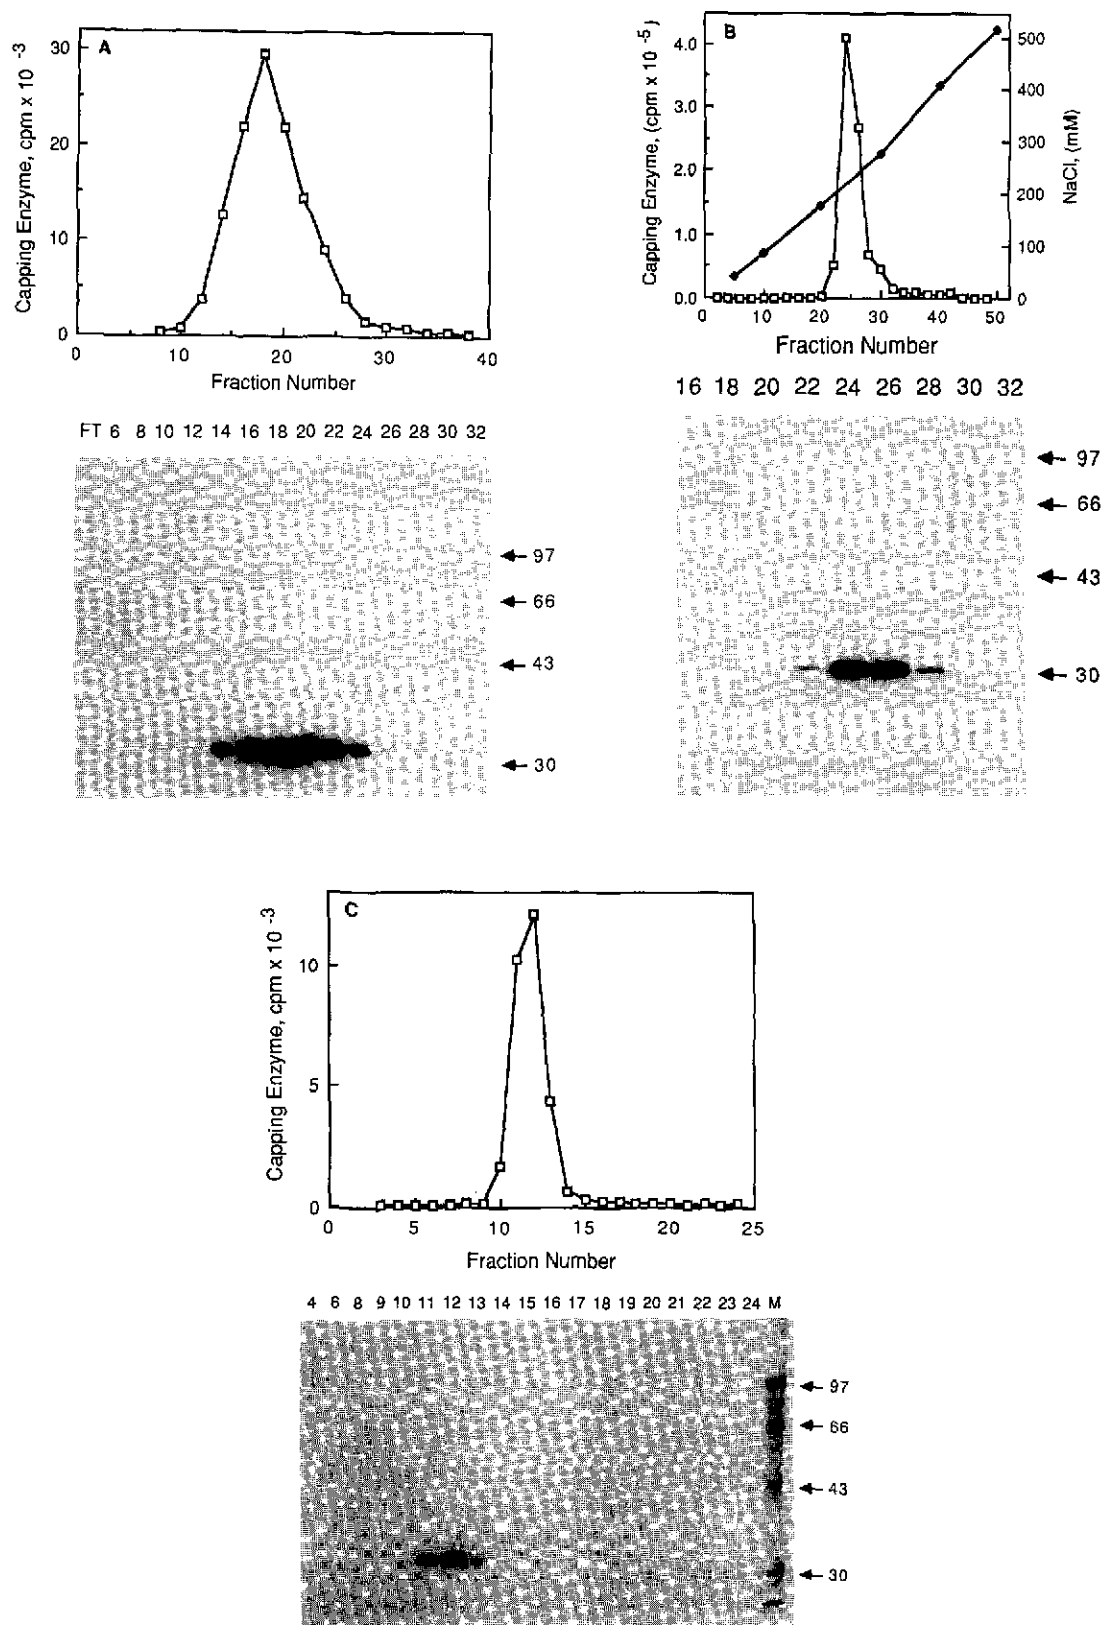 A
Capping Enzyme, cpm x 10 -3
30
20
10
0
0 10 20 30 40
Fraction Number
FT 6 8 10 12 14 16 18 20 22 24 26 28 30 32
97
66
43
30
B
Capping Enzyme, (cpm x 10 -5)
4.0
3.0
2.0
1.0
0.0
500
400
300
200
100
0
NaCl, (mM)
0 10 20 30 40 50
Fraction Number
16 18 20 22 24 26 28 30 32
97
66
43
30
C
Capping Enzyme, cpm x 10 -3
10
5
0
0 5 10 15 20 25
Fraction Number
4 6 8 9 10 11 12 13 14 15 16 17 18 19 20 21 22 23 24 M
97
66
43
30